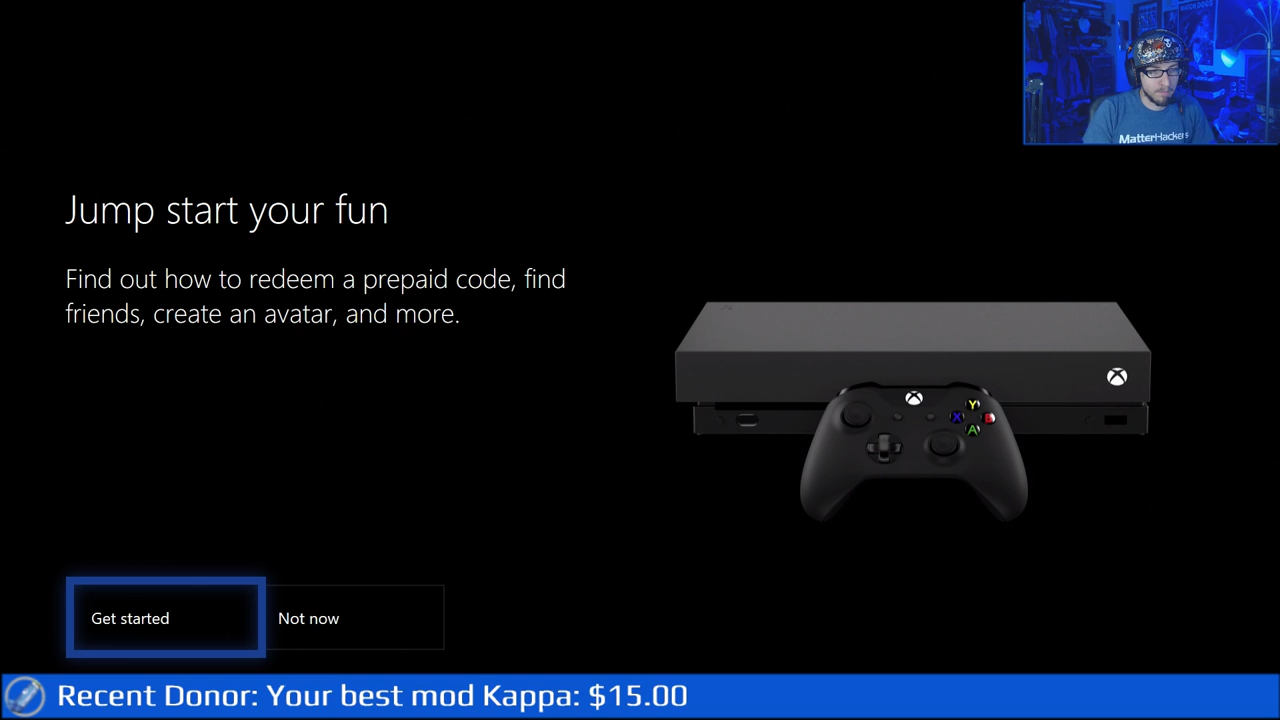 MatterHackers
Jump start your fun
Find out how to redeem a prepaid code, find
friends, create an avatar, and more.
Y
X
B
A
Get started
Not now
Recent Donor: Your best mod Kappa: $15.00